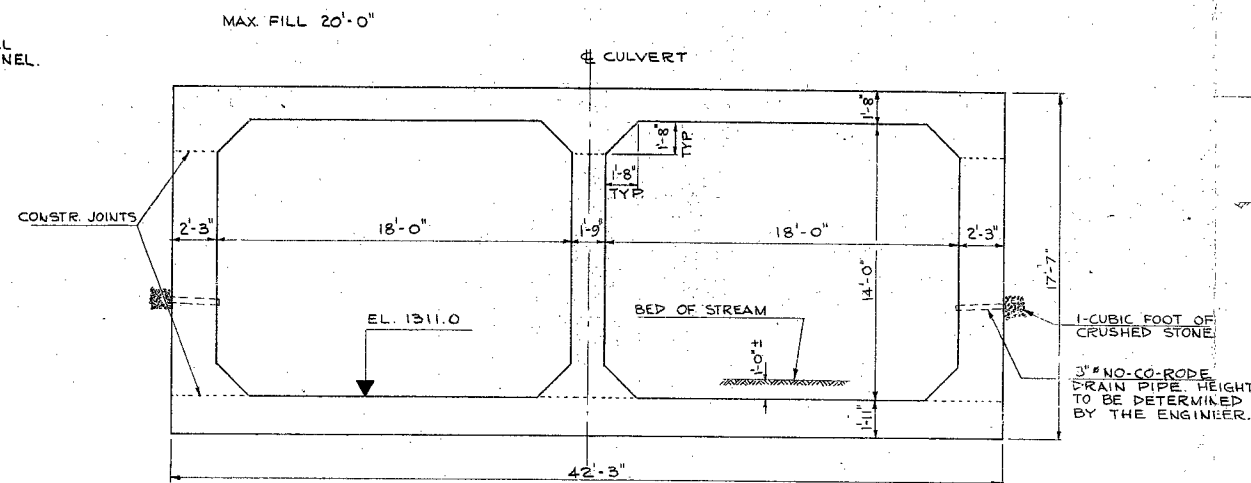 MAX. FILL 20'-0"
NEL.
℄ CULVERT
1'-8"
1'-8"
TYP.
1'-8"
TYP.
CONSTR. JOINTS
2'-3"
18'-0"
1'-9"
18'-0"
2'-3"
14'-0"
17'-7"
EL. 1311.0
BED OF STREAM
1'-0"±
1-CUBIC FOOT OF
CRUSHED STONE
3"ø NO-CO-RODE
DRAIN PIPE. HEIGHT
TO BE DETERMINED
BY THE ENGINEER.
1'-11"
42'-3"